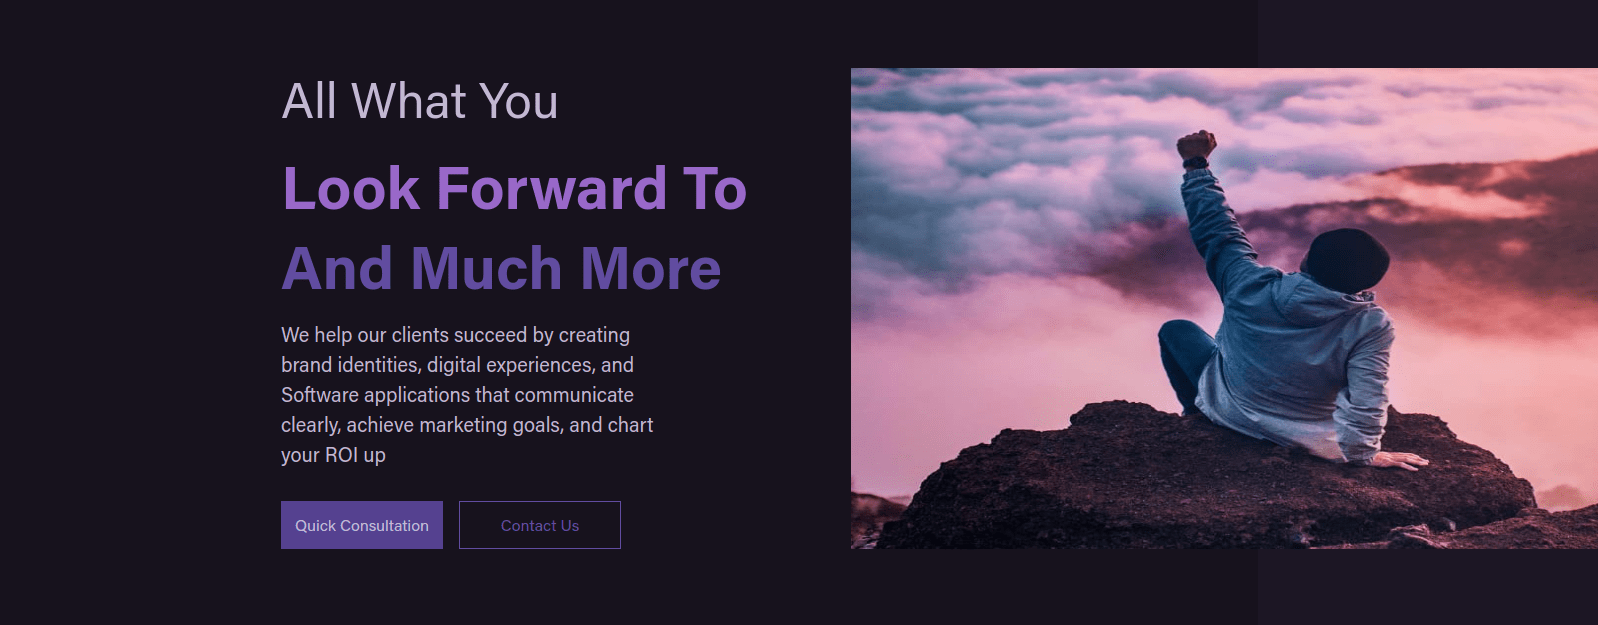 All What You
Look Forward To
And Much More
We help our clients succeed by creating
brand identities, digital experiences, and
Software applications that communicate
clearly, achieve marketing goals, and chart
your ROI up
Quick Consultation
Contact Us